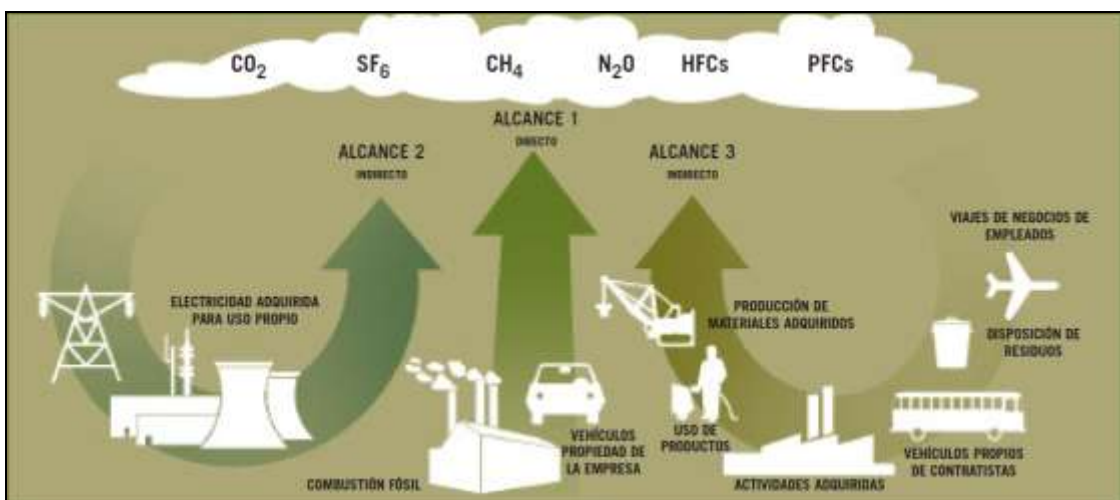 CO₂ SF₆ CH₄ N₂O HFCs PFCs
ALCANCE 1
DIRECTO
ALCANCE 2
INDIRECTO
ALCANCE 3
INDIRECTO
ELECTRICIDAD ADQUIRIDA
PARA USO PROPIO
COMBUSTIÓN FÓSIL
VEHÍCULOS
PROPIEDAD DE
LA EMPRESA
PRODUCCIÓN DE
MATERIALES ADQUIRIDOS
USO DE
PRODUCTOS
ACTIVIDADES ADQUIRIDAS
VIAJES DE NEGOCIOS DE
EMPLEADOS
DISPOSICIÓN DE
RESIDUOS
VEHÍCULOS PROPIOS
DE CONTRATISTAS